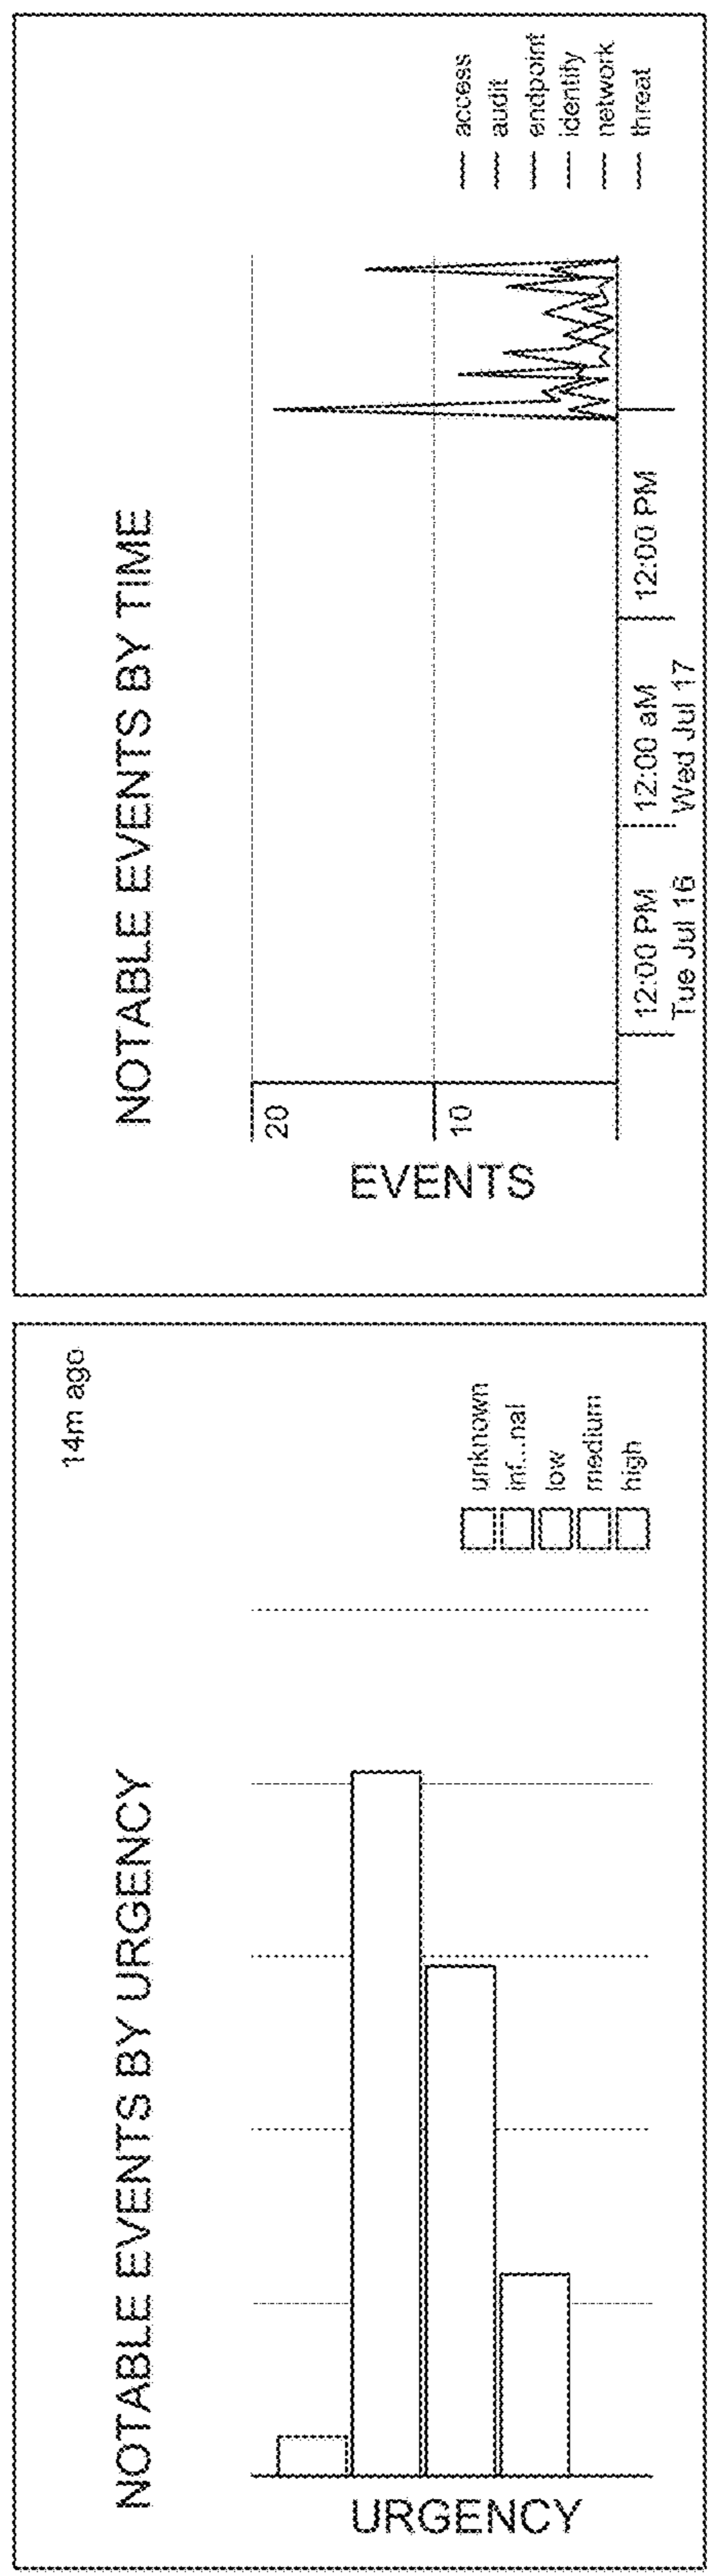 NOTABLE EVENTS BY URGENCY
14m ago
URGENCY
unknown
inf...nal
low
medium
high
NOTABLE EVENTS BY TIME
EVENTS
20
10
12:00 PM
Tue Jul 16
12:00 aM
Wed Jul 17
12:00 PM
access
audit
endpoint
identify
network
threat